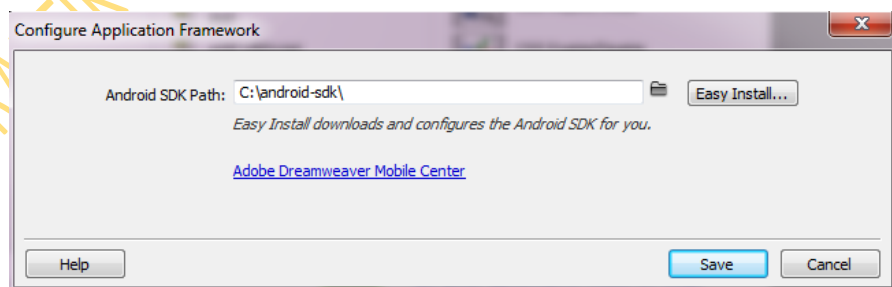 Configure Application Framework
Android SDK Path: C:\android-sdk\ Easy Install...
Easy Install downloads and configures the Android SDK for you.
Adobe Dreamweaver Mobile Center
Help Save Cancel